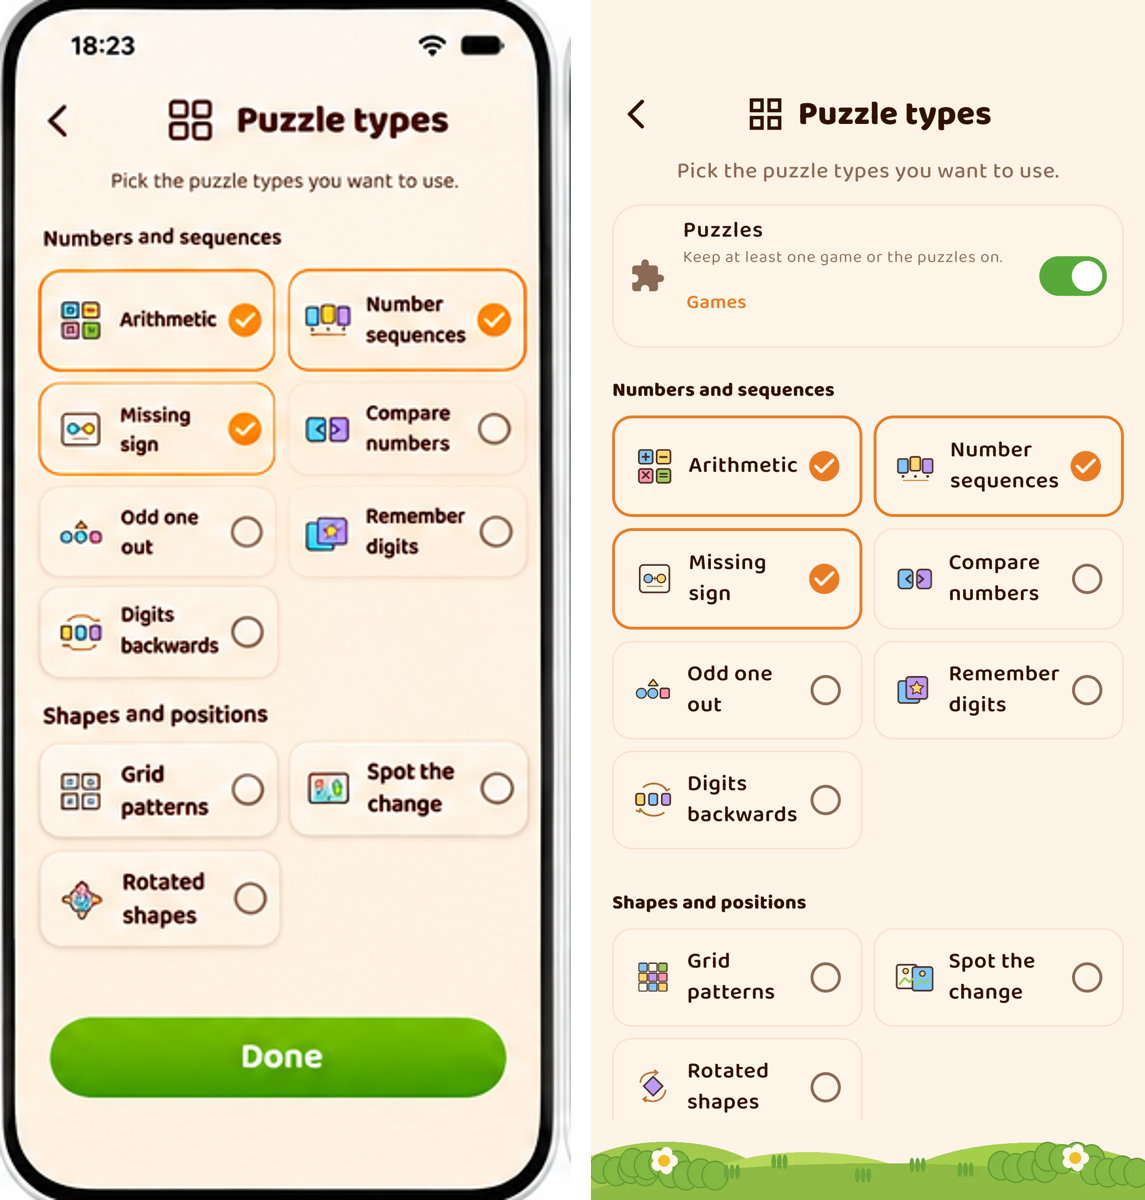 18:23
Puzzle types
Pick the puzzle types you want to use.
Numbers and sequences
Arithmetic
Number
sequences
Missing
sign
Compare
numbers
Odd one
out
Remember
digits
Digits
backwards
Shapes and positions
Grid
patterns
Spot the
change
Rotated
shapes
Done
Puzzle types
Pick the puzzle types you want to use.
Puzzles
Keep at least one game or the puzzles on.
Games
Numbers and sequences
Arithmetic
Number
sequences
Missing
sign
Compare
numbers
Odd one
out
Remember
digits
Digits
backwards
Shapes and positions
Grid
patterns
Spot the
change
Rotated
shapes